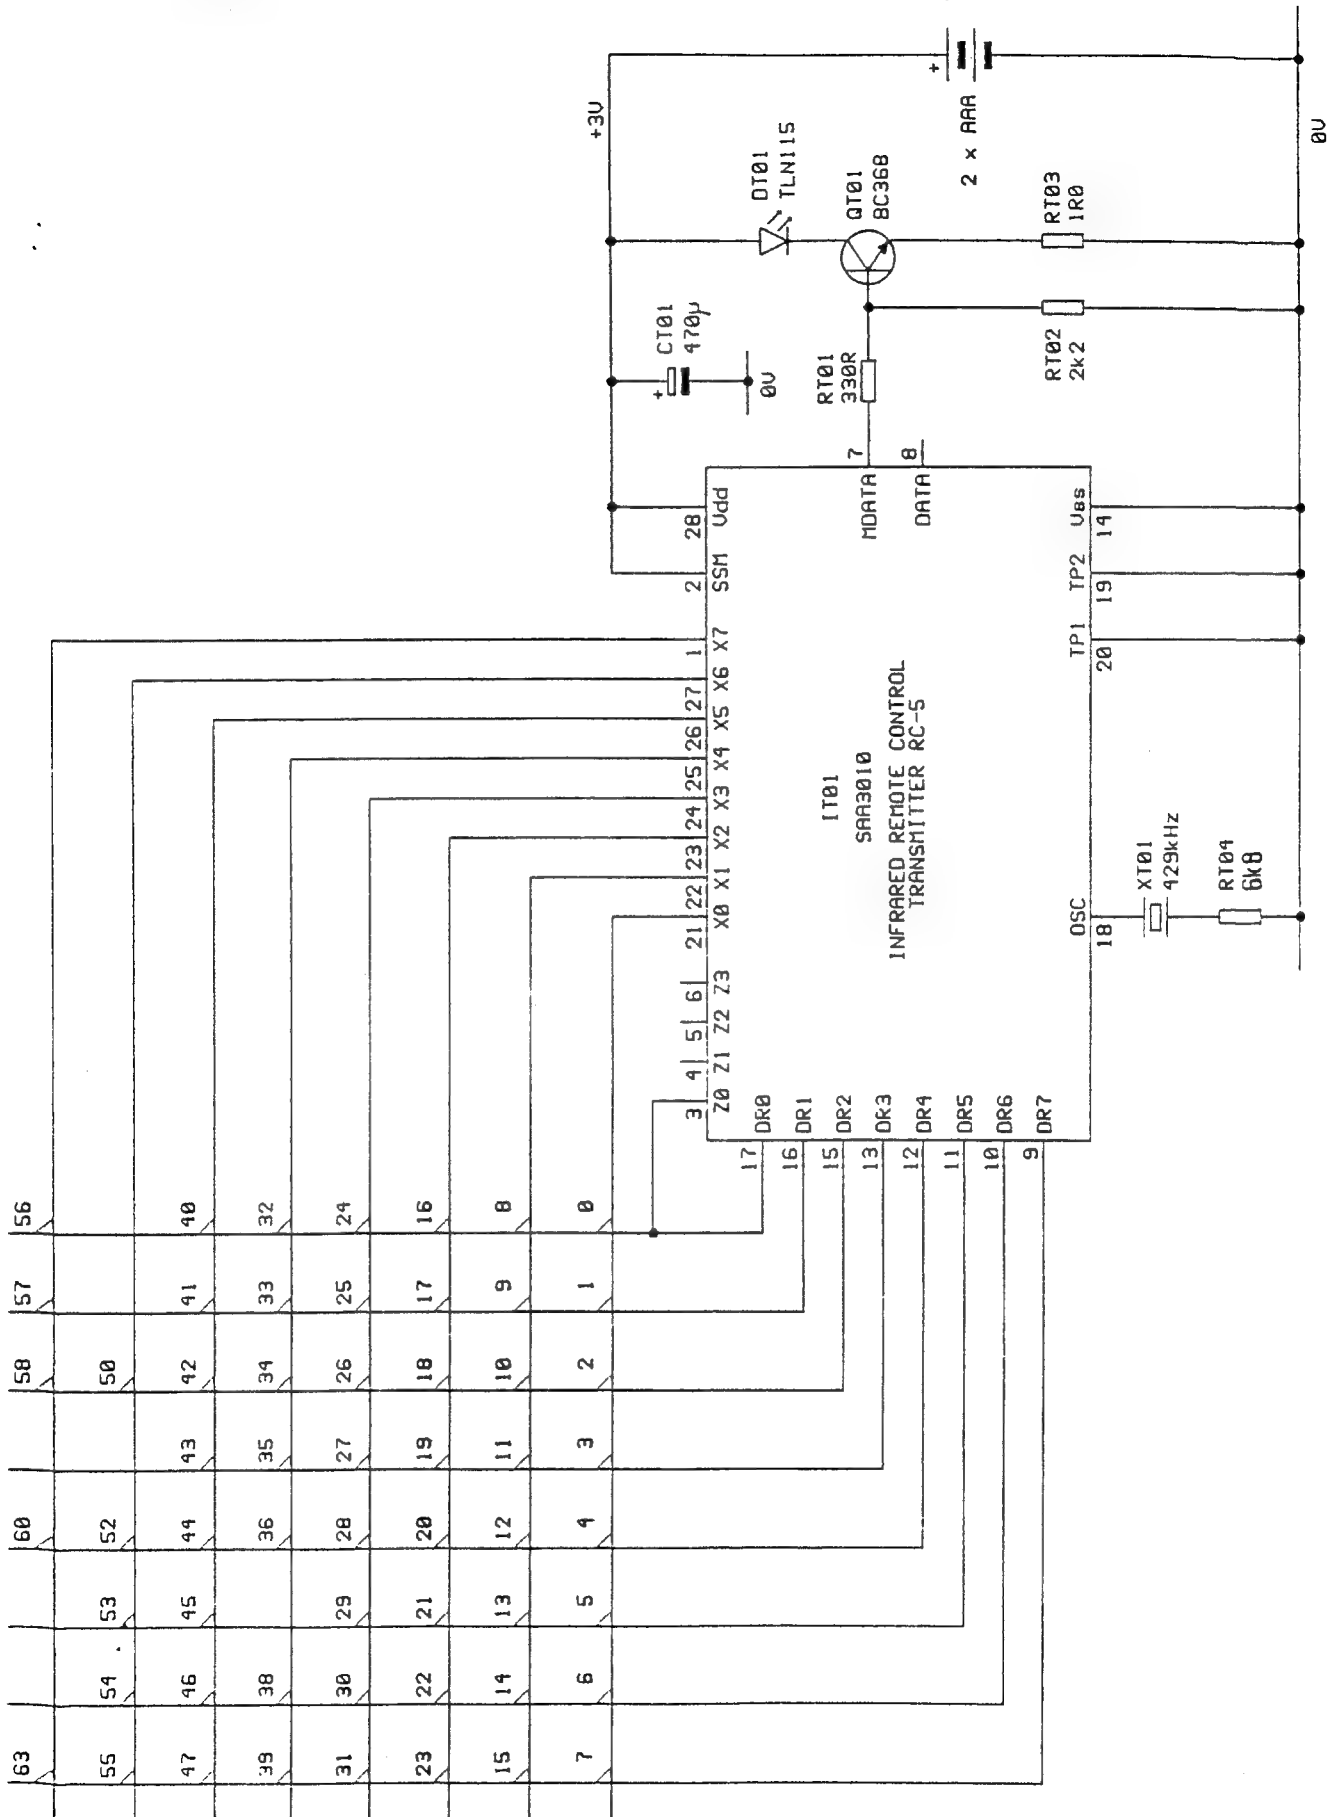 +3V
2 x AAA
+
0V
DT01
TLN115
QT01
BC368
RT03
1R0
CT01
470µ
+
0V
RT01
330R
RT02
2k2
7
MDATA
8
DATA
28
Vdd
2
SSM
1
X7
27
X6
26
X5
25
X4
24
X3
23
X2
22
X1
21
X0
6
Z3
5
Z2
4
Z1
3
Z0
Vss
14
TP2
19
TP1
20
OSC
18
IT01
SAA3010
INFRARED REMOTE CONTROL
TRANSMITTER RC-5
XT01
429kHz
RT04
6k8
17 DR0
16 DR1
15 DR2
13 DR3
12 DR4
11 DR5
10 DR6
9 DR7
56 40 32 24 16 8 0
57 41 33 25 17 9 1
58 50 42 34 26 18 10 2
43 35 27 19 11 3
60 52 44 36 28 20 12 4
53 45 29 21 13 5
54 46 38 30 22 14 6
63 55 47 39 31 23 15 7